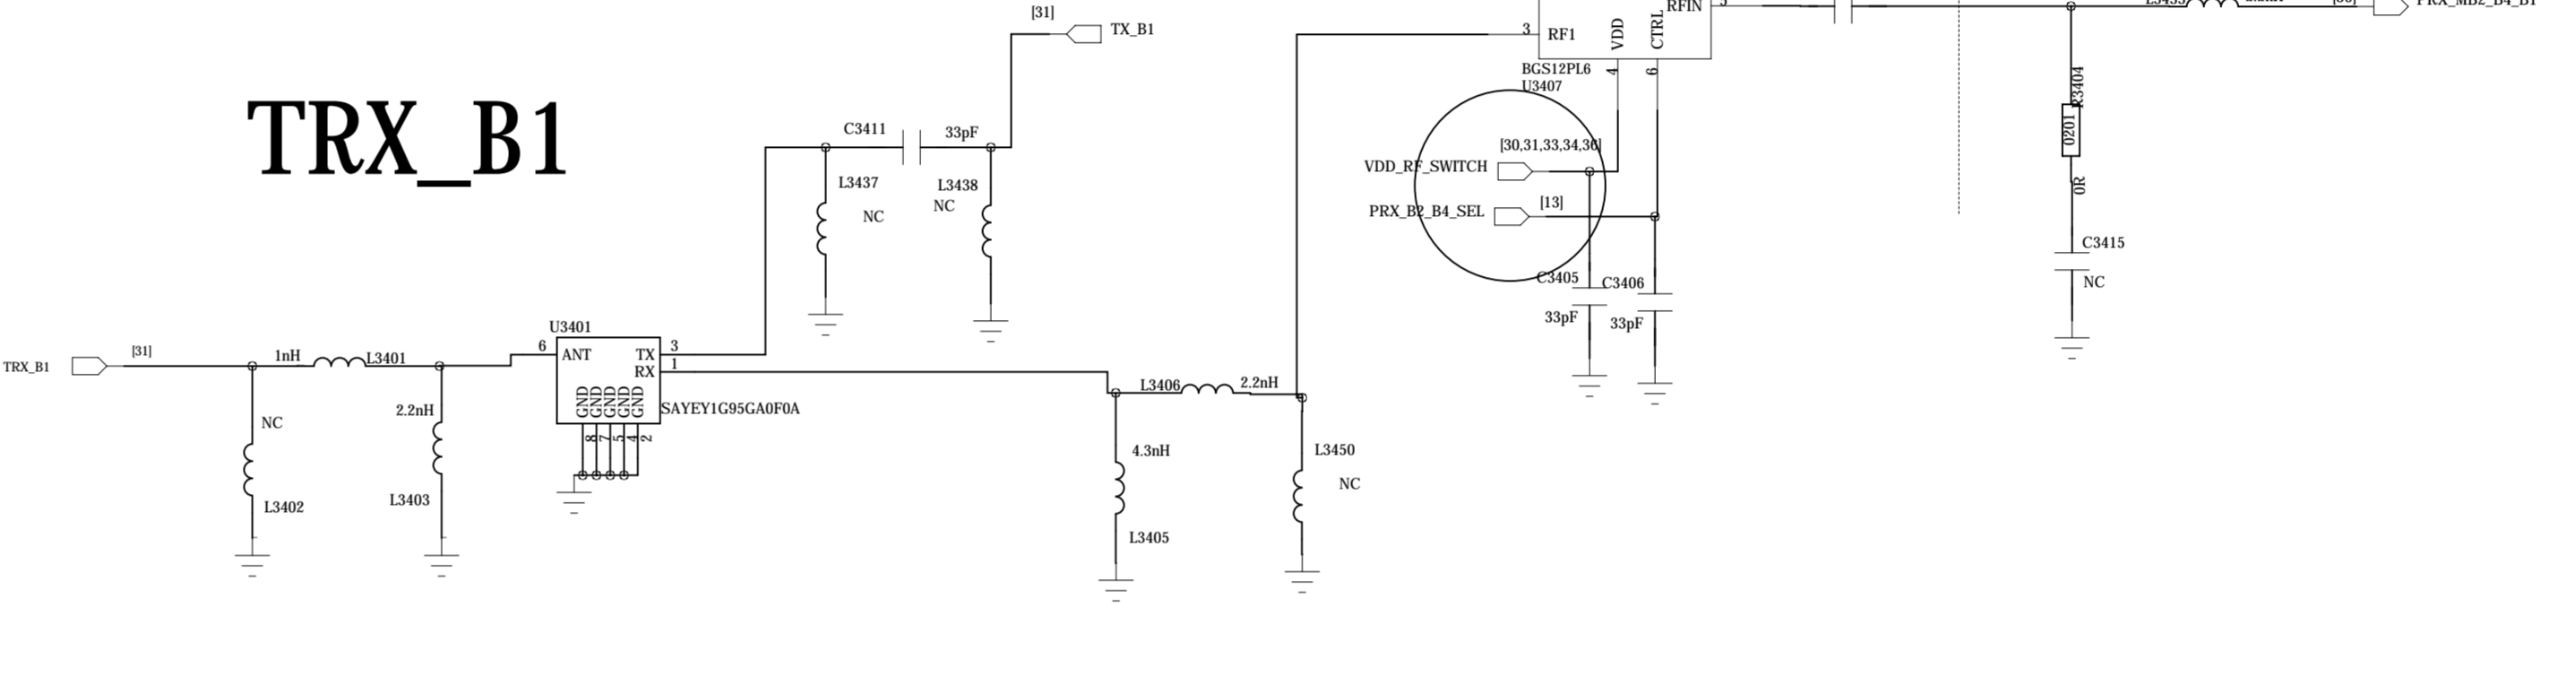 [31]
TX_B1
RFIN
5
3
RF1
VDD
CTRL
BGS12PL6
4
6
U3407
TRX_B1
R3404
0201
0R
C3411
33pF
[30,31,33,34,36]
VDD_RF_SWITCH
L3437
NC
L3438
NC
PRX_B2_B4_SEL
[13]
C3415
NC
C3405
C3406
33pF
33pF
U3401
TRX_B1
[31]
1nH
L3401
6
ANT
TX
3
RX
1
GND
GND
GND
GND
GND
8
7
5
4
2
SAYEY1G95GA0F0A
L3406
2.2nH
NC
2.2nH
L3402
L3403
4.3nH
L3405
L3450
NC